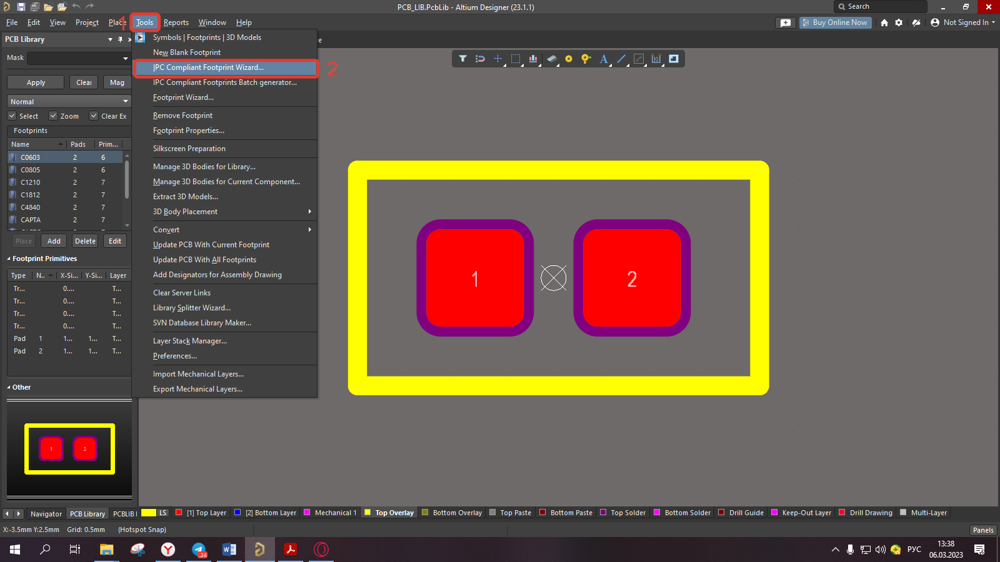 PCB_LIB.PcbLib - Altium Designer (23.1.1)
Search
File Edit View Project Place Tools Reports Window Help
1
Buy Online Now
Not Signed In
PCB Library
Mask
Apply Clear Mag
Normal
Select Zoom Clear Ex
Footprints
Name Pads Prim...
C0603 2 6
C0805 2 6
C1210 2 7
C1812 2 7
C4840 2 7
CAPTA 2 7
Place Add Delete Edit
Footprint Primitives
Type N.. X-Si... Y-Si... Layer
Tr... 0.... T...
Tr... 0.... T...
Tr... 0.... T...
Tr... 0.... T...
Pad 1 1... 1... T...
Pad 2 1... 1... T...
Other
1 2
Symbols | Footprints | 3D Models
New Blank Footprint
IPC Compliant Footprint Wizard...
2
IPC Compliant Footprints Batch generator...
Footprint Wizard...
Remove Footprint
Footprint Properties...
Silkscreen Preparation
Manage 3D Bodies for Library...
Manage 3D Bodies for Current Component...
Extract 3D Models...
3D Body Placement
Convert
Update PCB With Current Footprint
Update PCB With All Footprints
Add Designators for Assembly Drawing
Clear Server Links
Library Splitter Wizard...
SVN Database Library Maker...
Layer Stack Manager...
Preferences...
Import Mechanical Layers...
Export Mechanical Layers...
A 10
1 2
Navigator PCB Library PCBLIB LS [1] Top Layer [2] Bottom Layer Mechanical 1 Top Overlay Bottom Overlay Top Paste Bottom Paste Top Solder Bottom Solder Drill Guide Keep-Out Layer Drill Drawing Multi-Layer
X:-3.5mm Y:2.5mm Grid: 0.5mm (Hotspot Snap)
Panels
24
РУС
13:38
06.03.2023